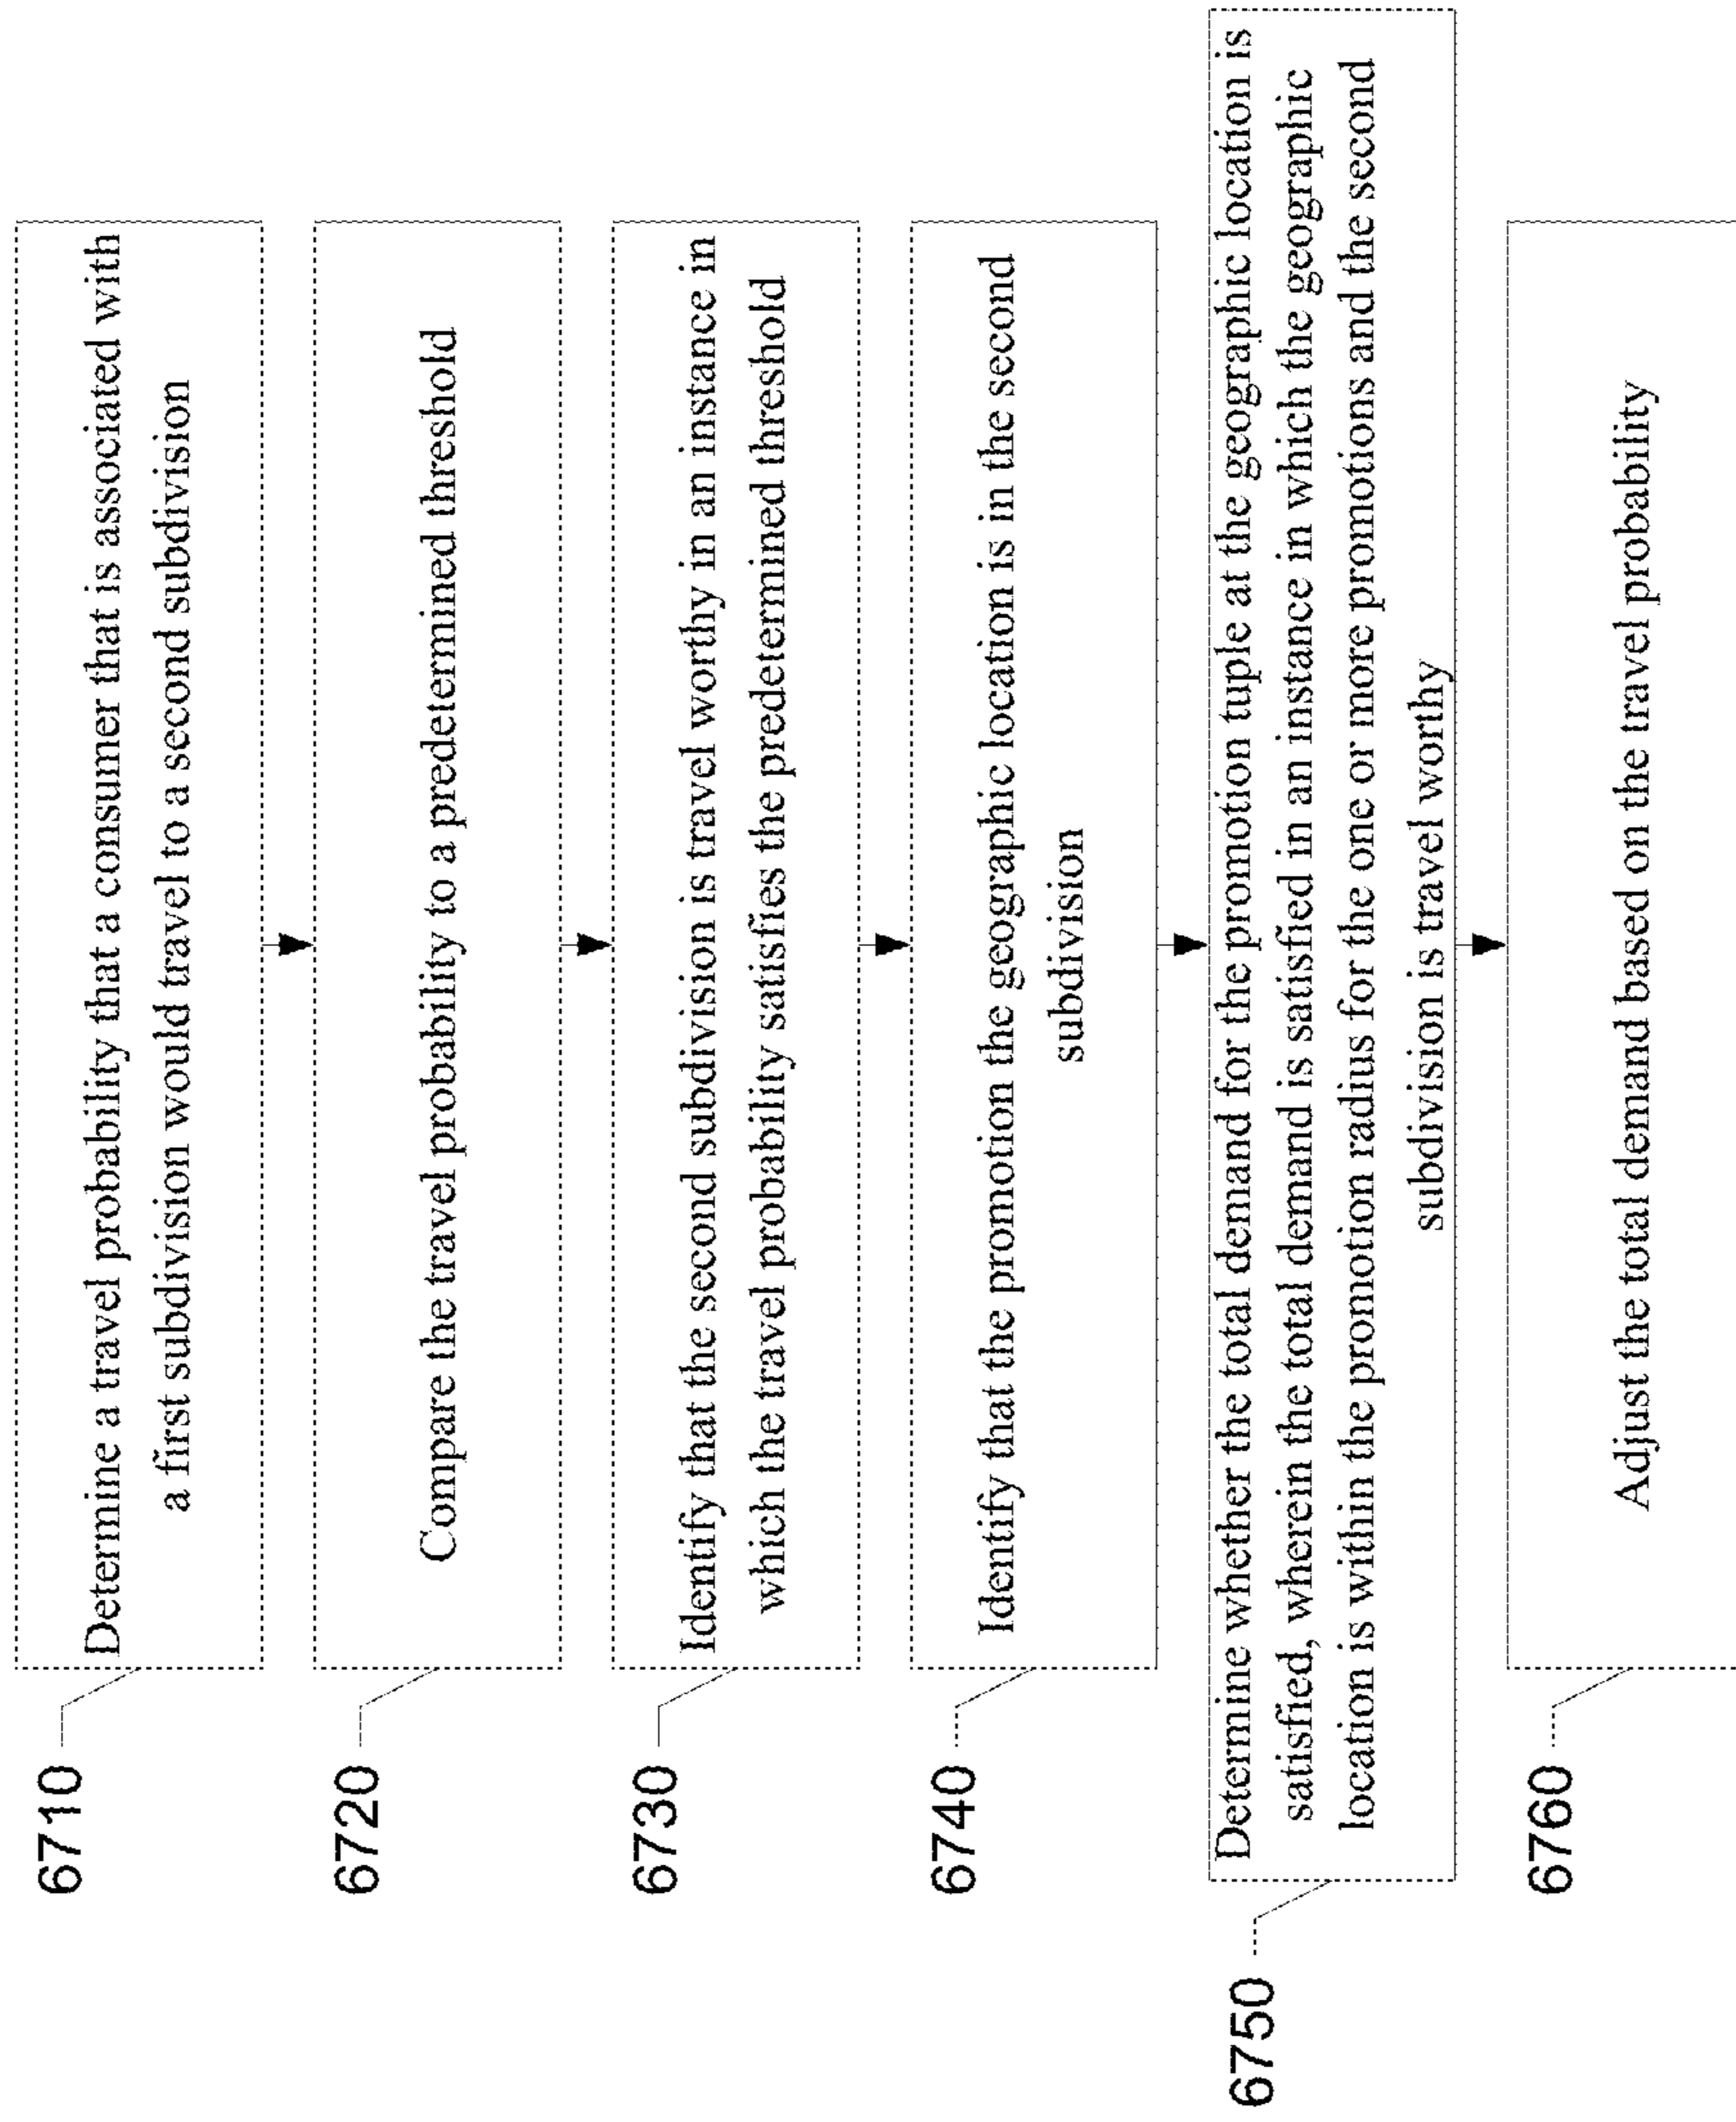 6710
Determine a travel probability that a consumer that is associated with
a first subdivision would travel to a second subdivision
6720
Compare the travel probability to a predetermined threshold
6730
Identify that the second subdivision is travel worthy in an instance in
which the travel probability satisfies the predetermined threshold
6740
Identify that the promotion the geographic location is in the second
subdivision
6750
Determine whether the total demand for the promotion tuple at the geographic location is
satisfied, wherein the total demand is satisfied in an instance in which the geographic
location is within the promotion radius for the one or more promotions and the second
subdivision is travel worthy
6760
Adjust the total demand based on the travel probability